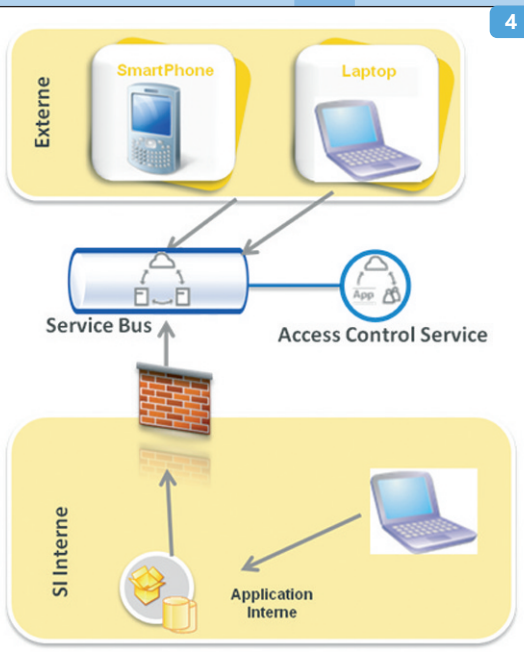 4
Externe
SmartPhone
Laptop
App
Service Bus
Access Control Service
SI Interne
Application
Interne